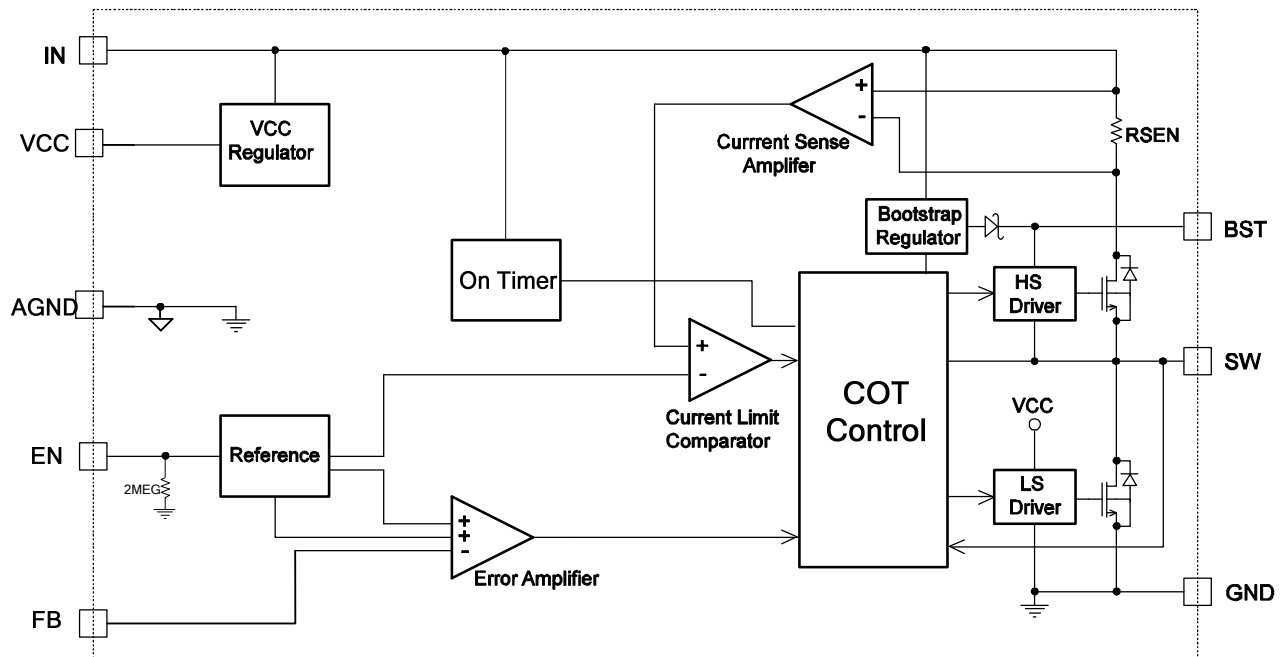 IN
VCC
Regulator
+
-
Currrent Sense
Amplifer
RSEN
VCC
Bootstrap
Regulator
BST
On Timer
HS
Driver
AGND
+
-
Current Limit
Comparator
COT
Control
SW
VCC
EN
2MEG
Reference
LS
Driver
+
+
-
Error Amplifier
FB
GND